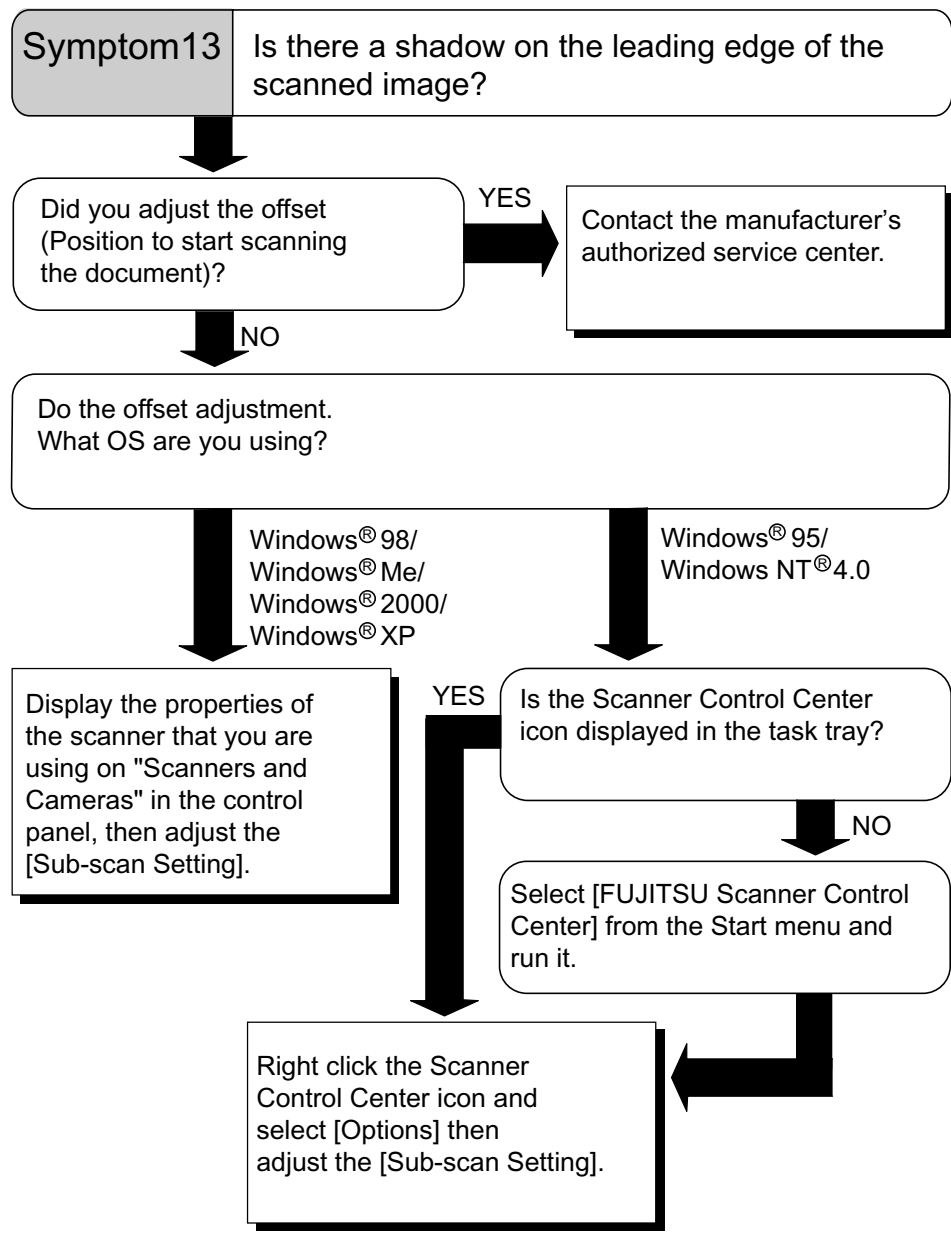 Symptom13
Is there a shadow on the leading edge of the
scanned image?
Did you adjust the offset
(Position to start scanning
the document)?
YES
Contact the manufacturer's
authorized service center.
NO
Do the offset adjustment.
What OS are you using?
Windows® 98/
Windows® Me/
Windows® 2000/
Windows® XP
Windows® 95/
Windows NT®4.0
Display the properties of
the scanner that you are
using on "Scanners and
Cameras" in the control
panel, then adjust the
[Sub-scan Setting].
YES
Is the Scanner Control Center
icon displayed in the task tray?
NO
Select [FUJITSU Scanner Control
Center] from the Start menu and
run it.
Right click the Scanner
Control Center icon and
select [Options] then
adjust the [Sub-scan Setting].